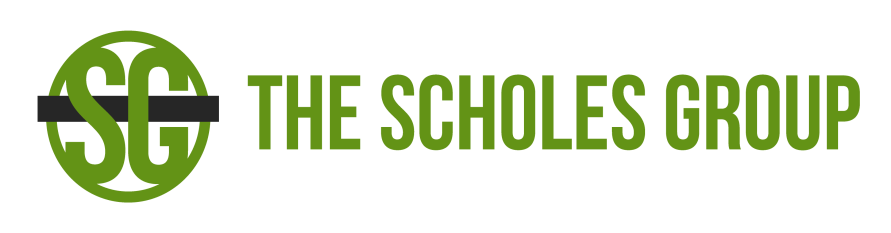 SG THE SCHOLES GROUP